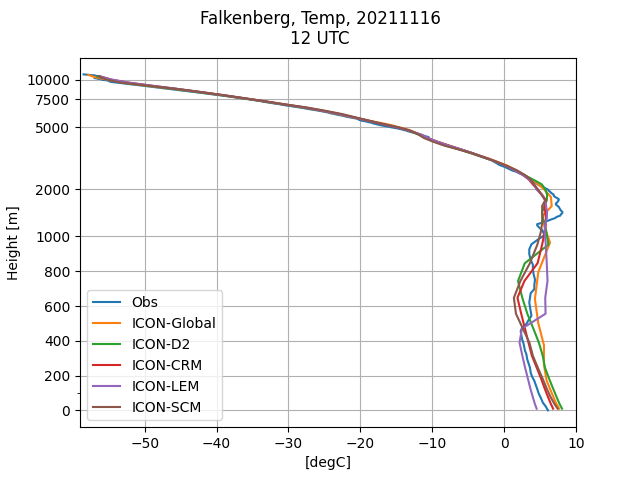 Falkenberg, Temp, 20211116
12 UTC
Height [m]
10000
7500
5000
2000
1000
800
600
400
200
0
Obs
ICON-Global
ICON-D2
ICON-CRM
ICON-LEM
ICON-SCM
−50
−40
−30
−20
−10
0
10
[degC]